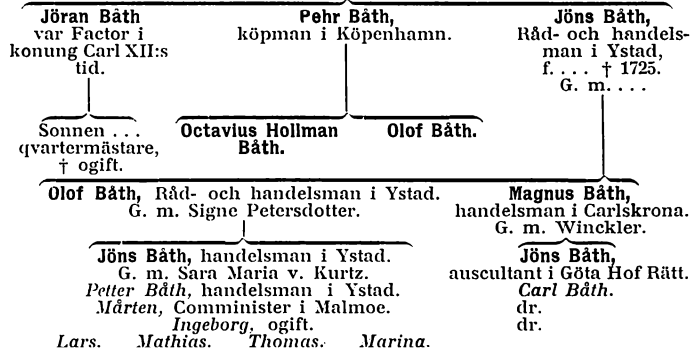 Jöran Båth
var Factor i
konung Carl XII:s
tid.
Pehr Båth,
köpman i Köpenhamn.
Jöns Båth,
Råd- och handels-
man i Ystad,
f. . . . † 1725.
G. m. . . .
Sonnen . . .
qvartermästare,
† ogift.
Octavius Hollman
Båth.
Olof Båth.
Olof Båth, Råd- och handelsman i Ystad.
G. m. Signe Petersdotter.
Magnus Båth,
handelsman i Carlskrona.
G. m. Winckler.
Jöns Båth, handelsman i Ystad.
G. m. Sara Maria v. Kurtz.
Petter Båth, handelsman i Ystad.
Mårten, Comminister i Malmoe.
Ingeborg, ogift.
Lars. Mathias. Thomas. Marina.
Jöns Båth,
auscultant i Göta Hof Rätt.
Carl Båth.
dr.
dr.